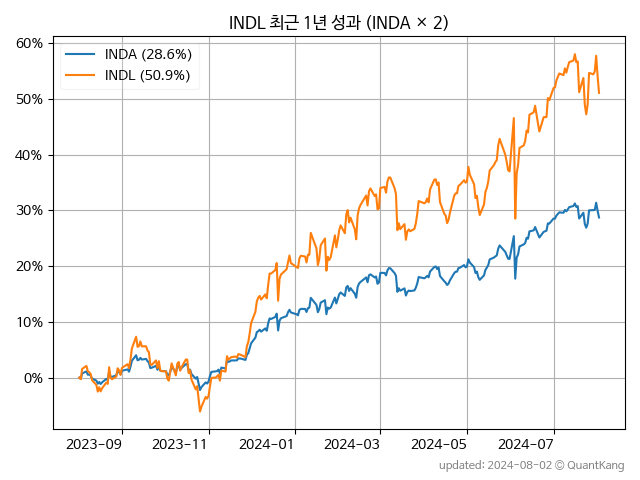 INDL 최근 1년 성과 (INDA × 2)
INDA (28.6%)
INDL (50.9%)
60%
50%
40%
30%
20%
10%
0%
2023-09 2023-11 2024-01 2024-03 2024-05 2024-07
updated: 2024-08-02 © QuantKang